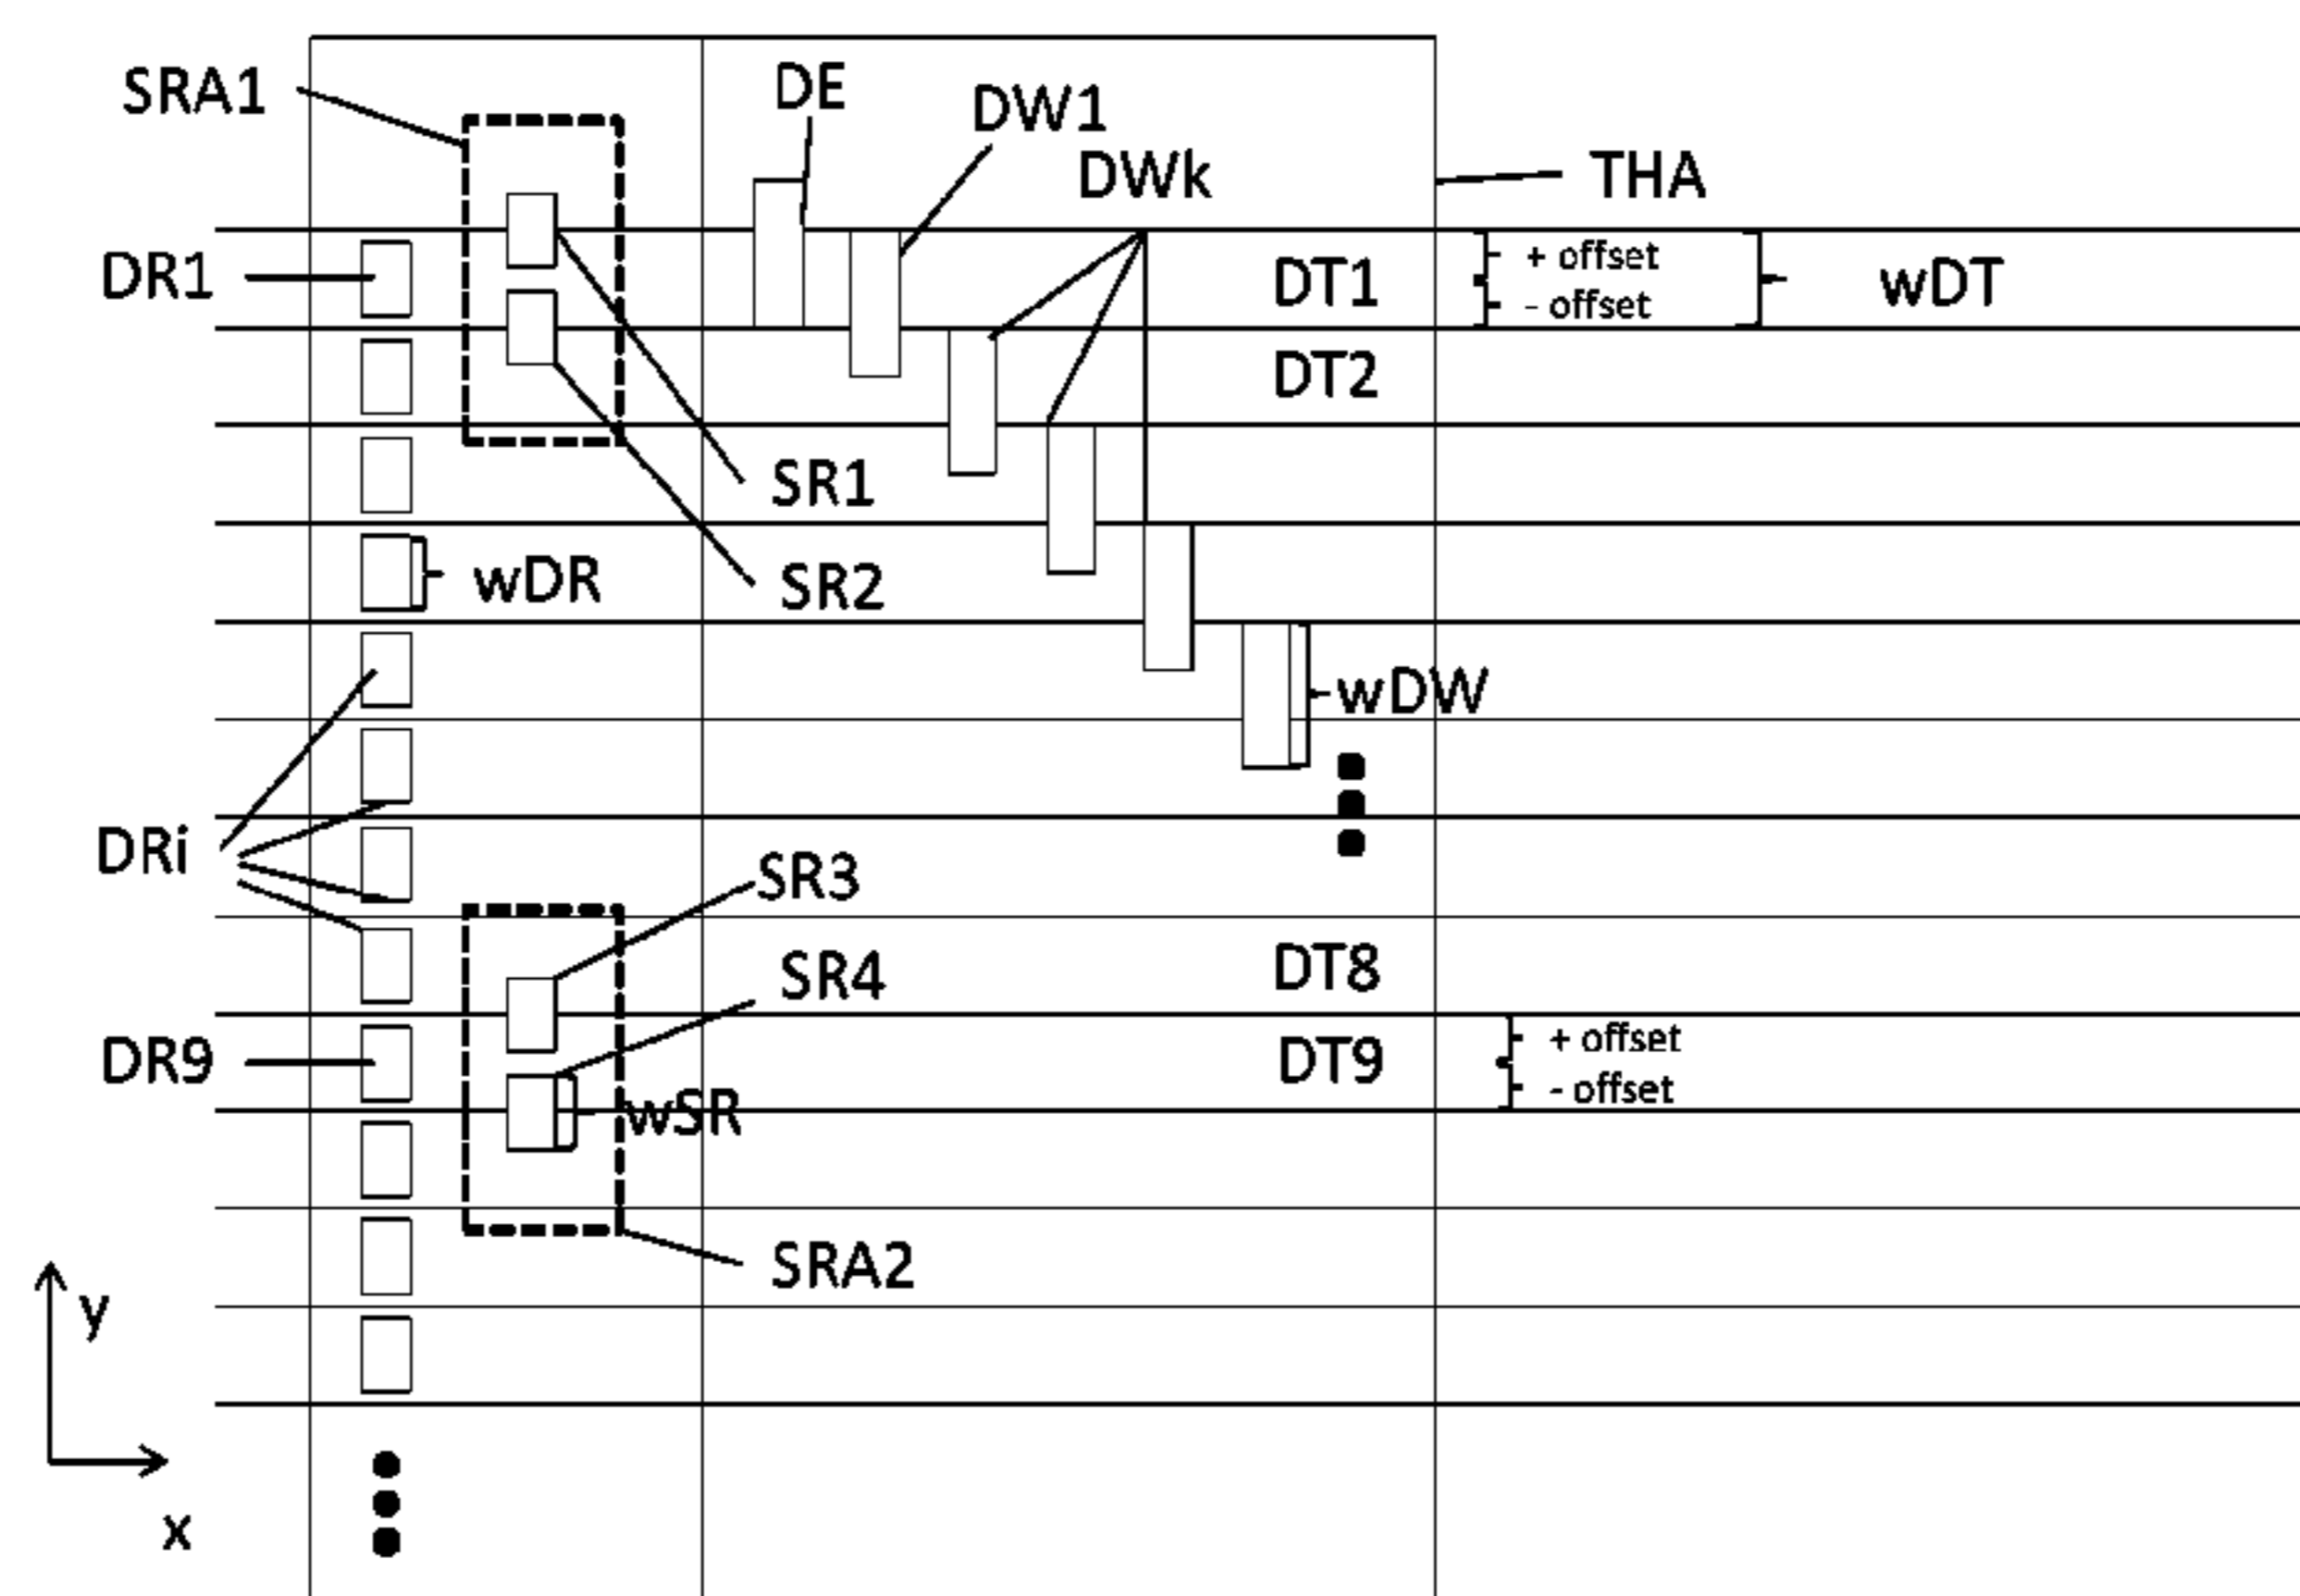 SRA1
DE
DW1
DWk
THA
DR1
DT1
+ offset
- offset
wDT
DT2
SR1
wDR
SR2
wDW
DRi
SR3
SR4
DT8
DR9
DT9
+ offset
- offset
wSR
SRA2
y
x